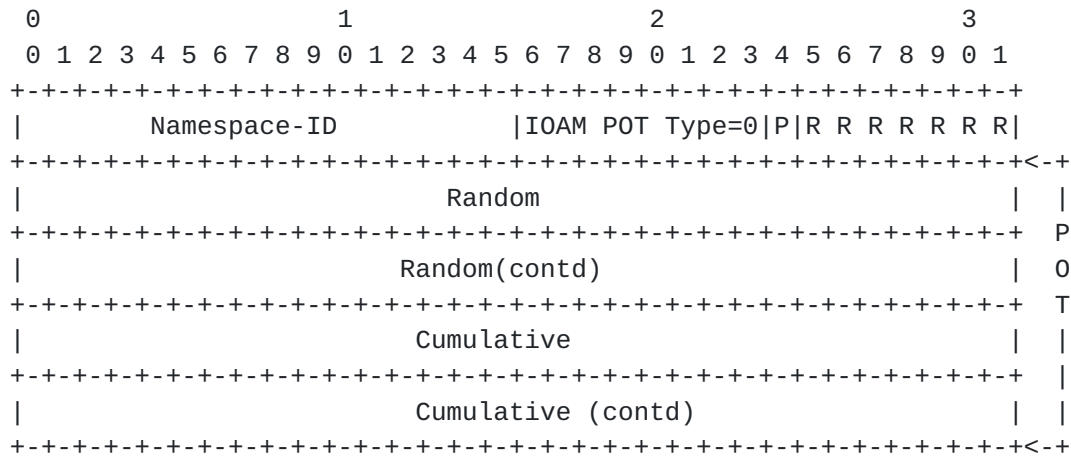 0                   1                   2                   3
 0 1 2 3 4 5 6 7 8 9 0 1 2 3 4 5 6 7 8 9 0 1 2 3 4 5 6 7 8 9 0 1
+-+-+-+-+-+-+-+-+-+-+-+-+-+-+-+-+-+-+-+-+-+-+-+-+-+-+-+-+-+-+-+-+
|        Namespace-ID           |IOAM POT Type=0|P|R R R R R R R|
+-+-+-+-+-+-+-+-+-+-+-+-+-+-+-+-+-+-+-+-+-+-+-+-+-+-+-+-+-+-+-+-+<-+
|                           Random                              |  |
+-+-+-+-+-+-+-+-+-+-+-+-+-+-+-+-+-+-+-+-+-+-+-+-+-+-+-+-+-+-+-+-+  P
|                        Random(contd)                          |  O
+-+-+-+-+-+-+-+-+-+-+-+-+-+-+-+-+-+-+-+-+-+-+-+-+-+-+-+-+-+-+-+-+  T
|                         Cumulative                            |  |
+-+-+-+-+-+-+-+-+-+-+-+-+-+-+-+-+-+-+-+-+-+-+-+-+-+-+-+-+-+-+-+-+  |
|                         Cumulative (contd)                    |  |
+-+-+-+-+-+-+-+-+-+-+-+-+-+-+-+-+-+-+-+-+-+-+-+-+-+-+-+-+-+-+-+-+<-+